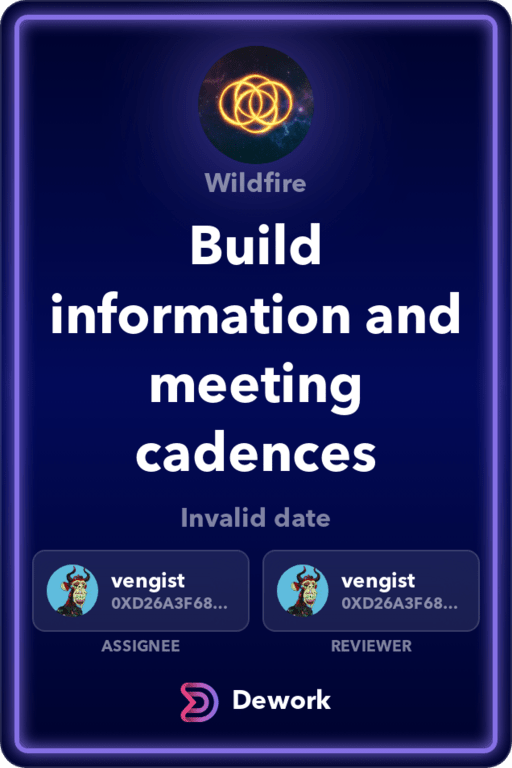 Wildfire
Build
information and
meeting
cadences
Invalid date
vengist
0XD26A3F68...
ASSIGNEE
vengist
0XD26A3F68...
REVIEWER
Dework